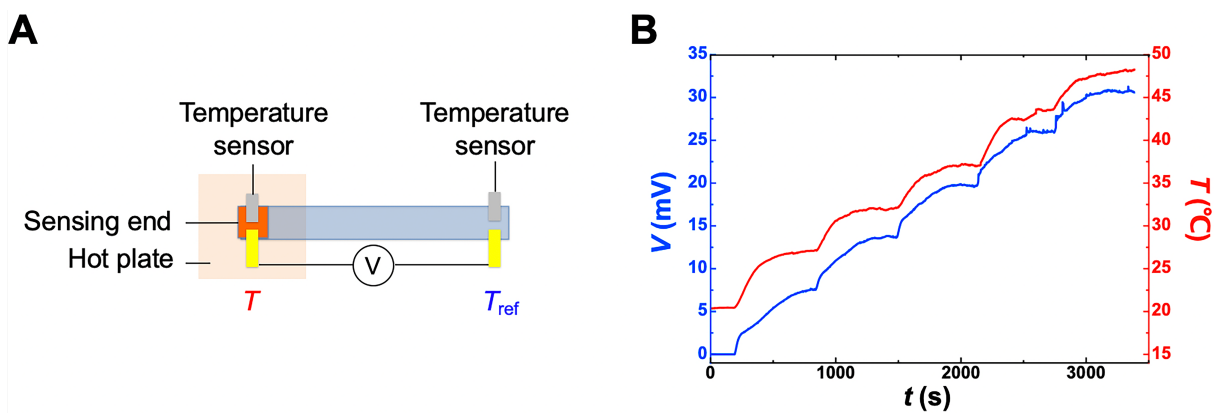 A
Temperature
sensor
Temperature
sensor
Sensing end
Hot plate
V
T
Tref
B
V (mV)
35
30
25
20
15
10
5
0
0
1000
2000
3000
t (s)
50
45
40
35
30
25
20
15
T (°C)